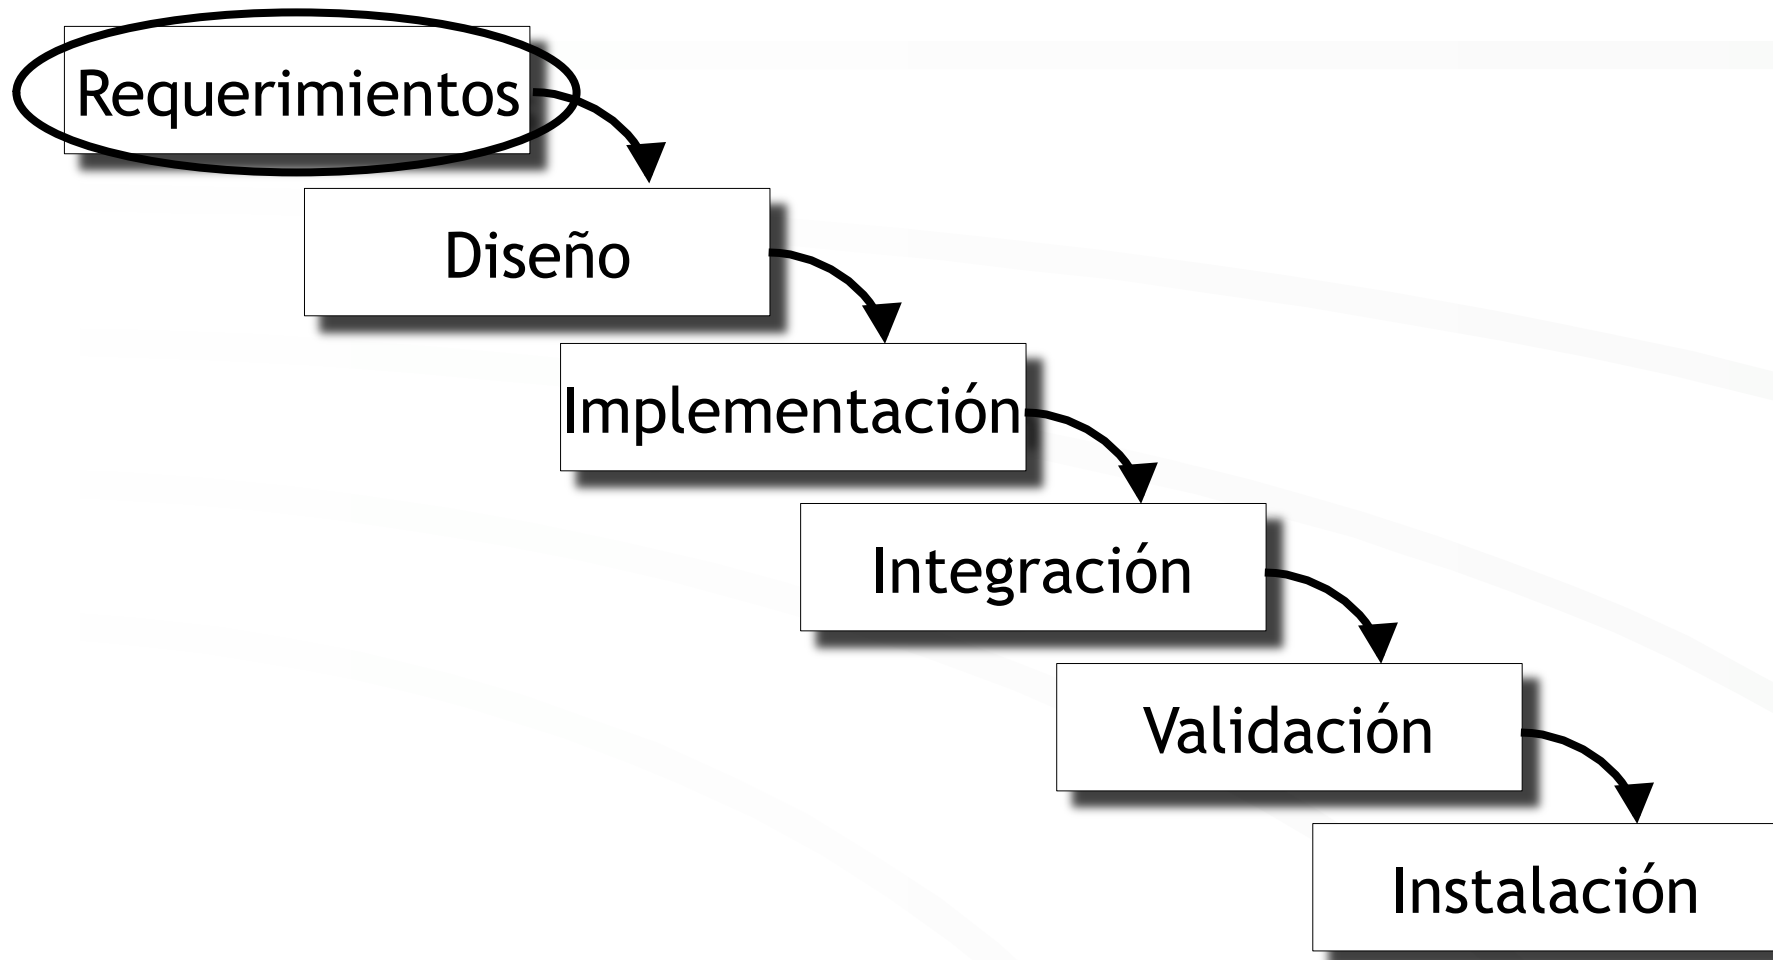 Requerimientos
Diseño
Implementación
Integración
Validación
Instalación